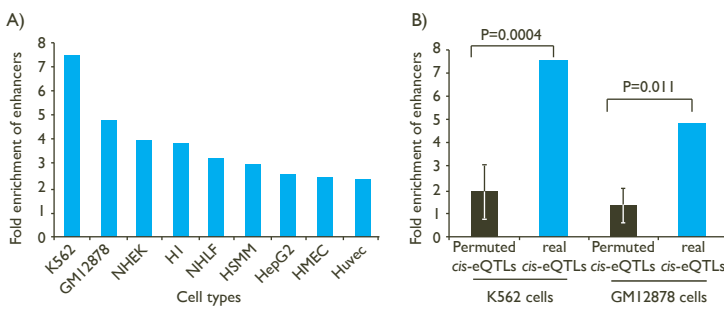 A)
Fold enrichment of enhancers
8
7
6
5
4
3
2
1
0
K562
GM12878
NHEK
H1
NHLF
HSMM
HepG2
HMEC
Huvec
Cell types
B)
Fold enrichment of enhancers
8
7
6
5
4
3
2
1
0
P=0.0004
P=0.011
Permuted real Permuted real
cis-eQTLs cis-eQTLs cis-eQTLs cis-eQTLs
K562 cells GM12878 cells